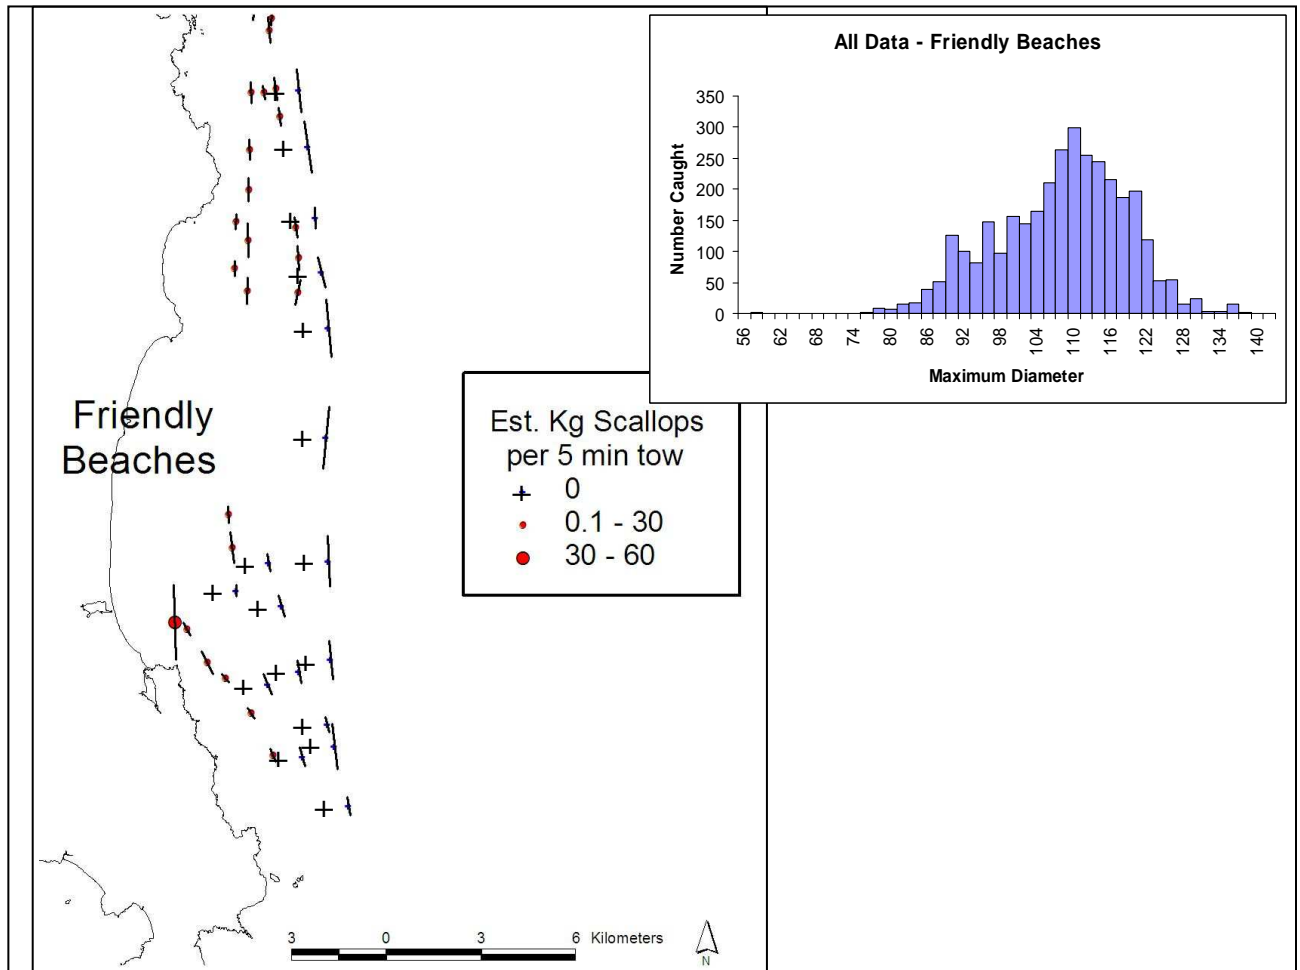 All Data - Friendly Beaches
350
300
250
200
150
100
50
0
Number Caught
56 62 68 74 80 86 92 98 104 110 116 122 128 134 140
Maximum Diameter
Friendly
Beaches
Est. Kg Scallops
per 5 min tow
0
0.1 - 30
30 - 60
3 0 3 6 Kilometers
N